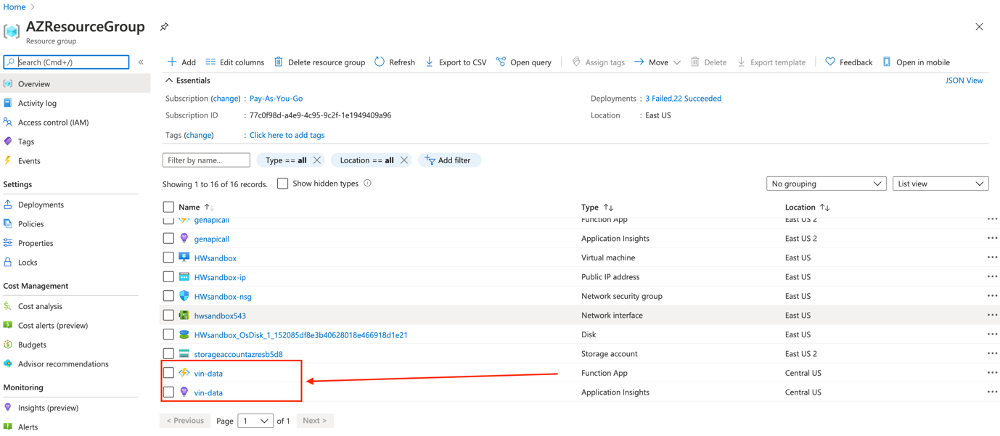 Home >
AZResourceGroup
Resource group
Search (Cmd+/)
«
Add
Edit columns
Delete resource group
Refresh
Export to CSV
Open query
Assign tags
Move
Delete
Export template
Feedback
Open in mobile
Overview
Activity log
Access control (IAM)
Tags
Events
Settings
Deployments
Policies
Properties
Locks
Cost Management
Cost analysis
Cost alerts (preview)
Budgets
Advisor recommendations
Monitoring
Insights (preview)
Alerts
Essentials
JSON View
Subscription (change) : Pay-As-You-Go
Deployments : 3 Failed,22 Succeeded
Subscription ID : 77c0f98d-a4e9-4c95-9c2f-1e1949409a96
Location : East US
Tags (change) : Click here to add tags
Filter by name...
Type == all
Location == all
Add filter
Showing 1 to 16 of 16 records.
Show hidden types
No grouping
List view
Name Type Location
genapicall Function App East US 2
genapicall Application Insights East US 2
HWsandbox Virtual machine East US
HWsandbox-ip Public IP address East US
HWsandbox-nsg Network security group East US
hwsandbox543 Network interface East US
HWsandbox_OsDisk_1_152085df8e3b40628018e466918d1e21 Disk East US
storageaccountazresb5d8 Storage account East US 2
vin-data Function App Central US
vin-data Application Insights Central US
< Previous Page 1 of 1 Next >